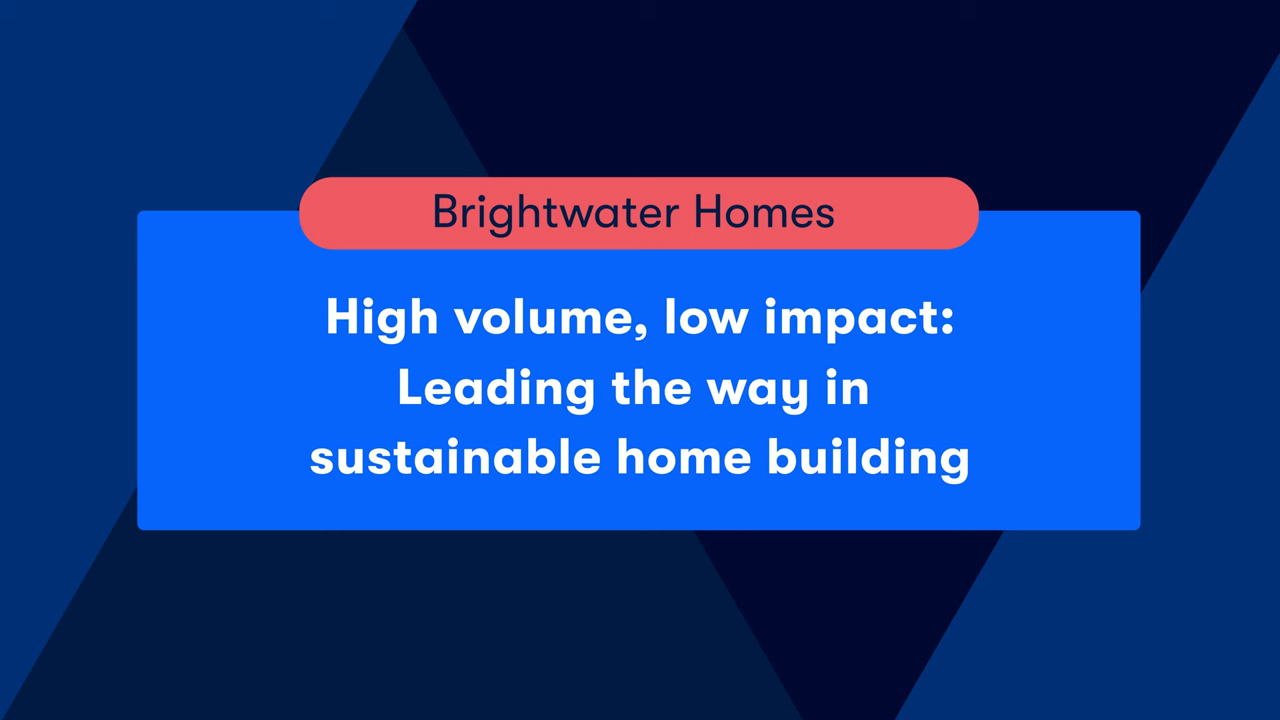 Brightwater Homes
High volume, low impact:
Leading the way in
sustainable home building